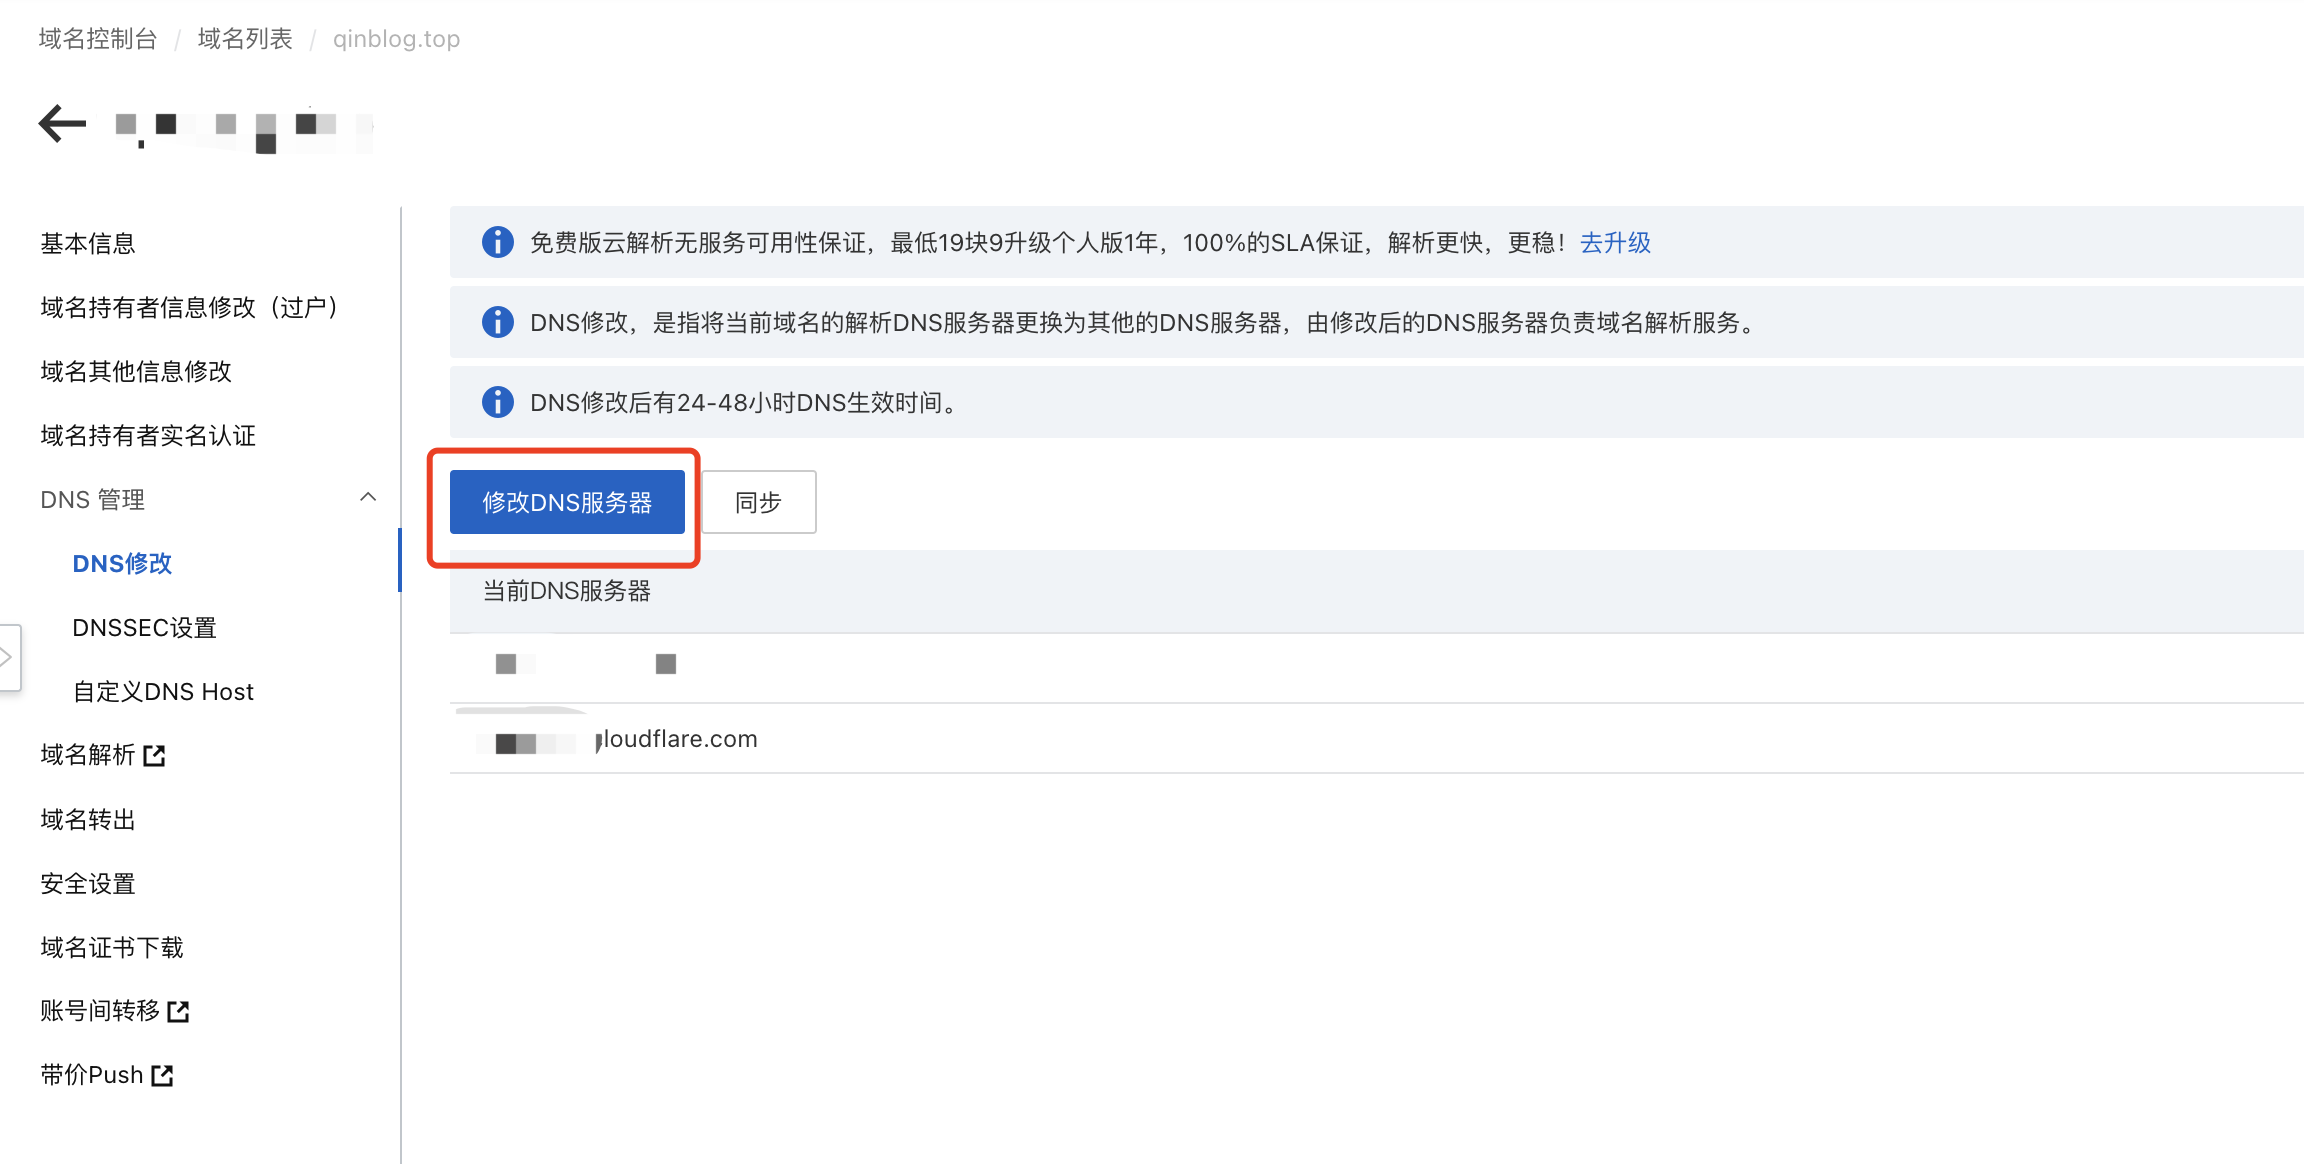 域名控制台 / 域名列表 / qinblog.top
基本信息
域名持有者信息修改（过户）
域名其他信息修改
域名持有者实名认证
DNS 管理
DNS修改
DNSSEC设置
自定义DNS Host
域名解析
域名转出
安全设置
域名证书下载
账号间转移
带价Push
免费版云解析无服务可用性保证，最低19块9升级个人版1年，100%的SLA保证，解析更快，更稳！去升级
DNS修改，是指将当前域名的解析DNS服务器更换为其他的DNS服务器，由修改后的DNS服务器负责域名解析服务。
DNS修改后有24-48小时DNS生效时间。
修改DNS服务器 同步
当前DNS服务器
loudflare.com